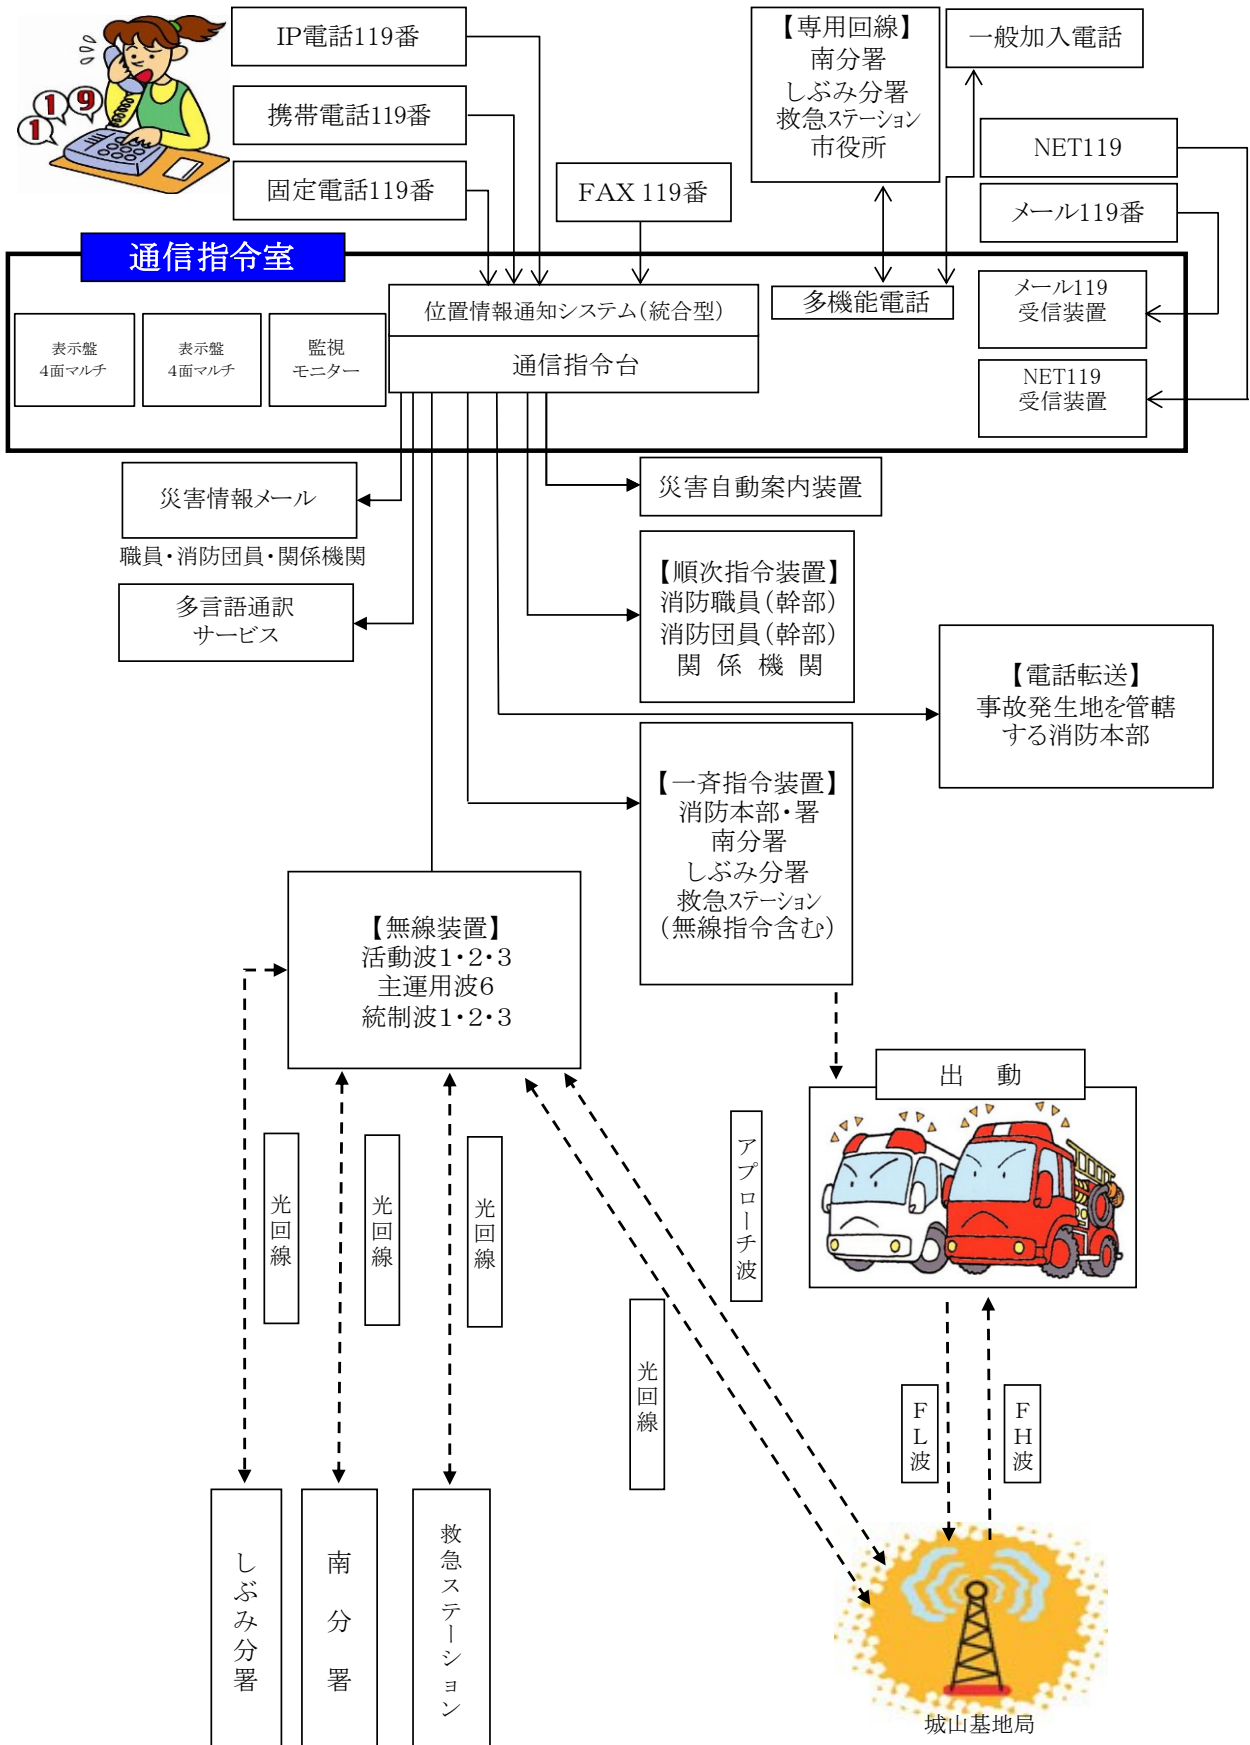 119
IP電話119番
携帯電話119番
固定電話119番
FAX 119番
【専用回線】
南分署
しぶみ分署
救急ステーション
市役所
一般加入電話
NET119
メール119番
通信指令室
表示盤
4面マルチ
表示盤
4面マルチ
監視
モニター
位置情報通知システム(統合型)
通信指令台
多機能電話
メール119
受信装置
NET119
受信装置
災害情報メール
職員・消防団員・関係機関
多言語通訳
サービス
災害自動案内装置
【順次指令装置】
消防職員(幹部)
消防団員(幹部)
関係機関
【電話転送】
事故発生地を管轄
する消防本部
【一斉指令装置】
消防本部・署
南分署
しぶみ分署
救急ステーション
(無線指令含む)
【無線装置】
活動波1・2・3
主運用波6
統制波1・2・3
出動
光回線
光回線
光回線
アプローチ波
光回線
FL波
FH波
しぶみ分署
南分署
救急ステーション
城山基地局